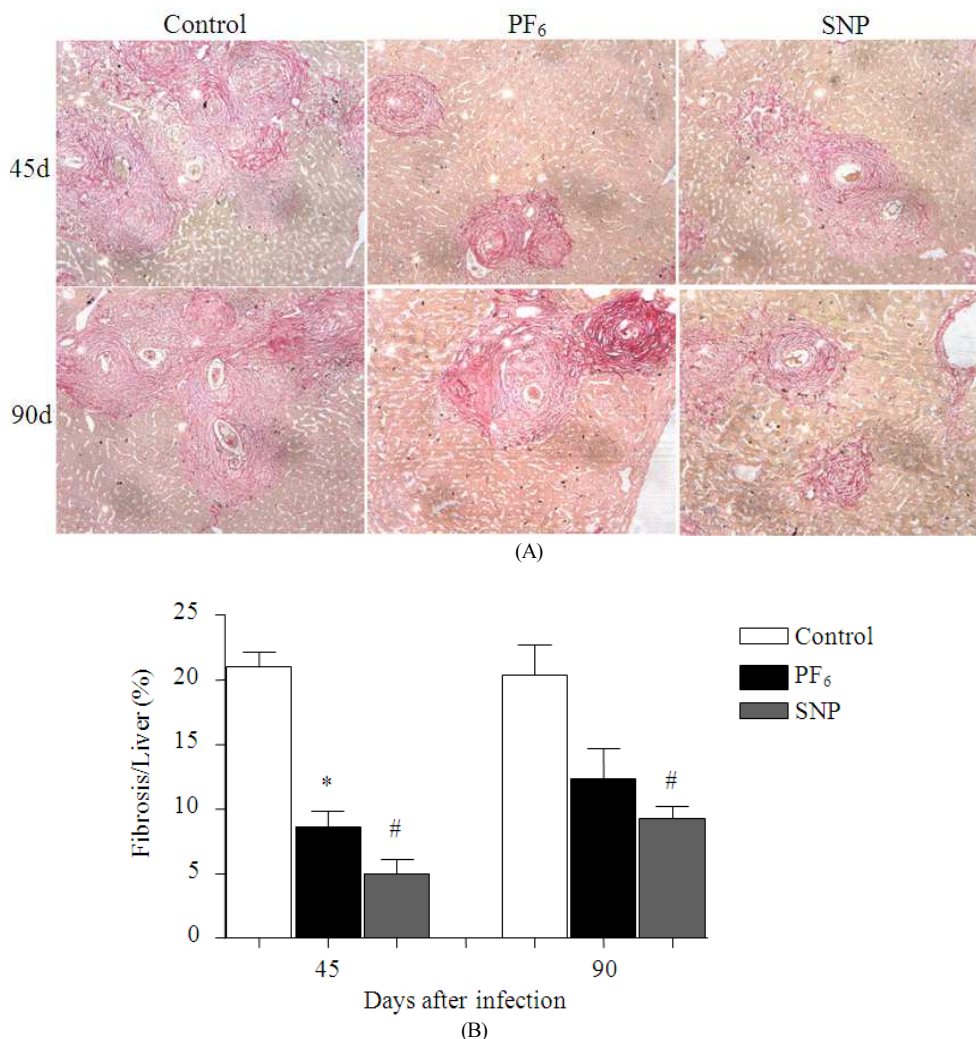 Control PF₆ SNP
45d
90d
(A)
25
20
15
10
5
0
Fibrosis/Liver (%)
* # #
Control
PF₆
SNP
45 90
Days after infection
(B)